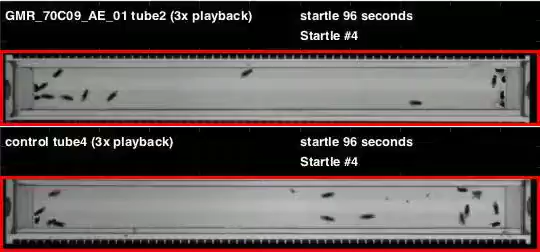 GMR_70C09_AE_01 tube2 (3x playback)
startle 96 seconds
Startle #4
control tube4 (3x playback)
startle 96 seconds
Startle #4